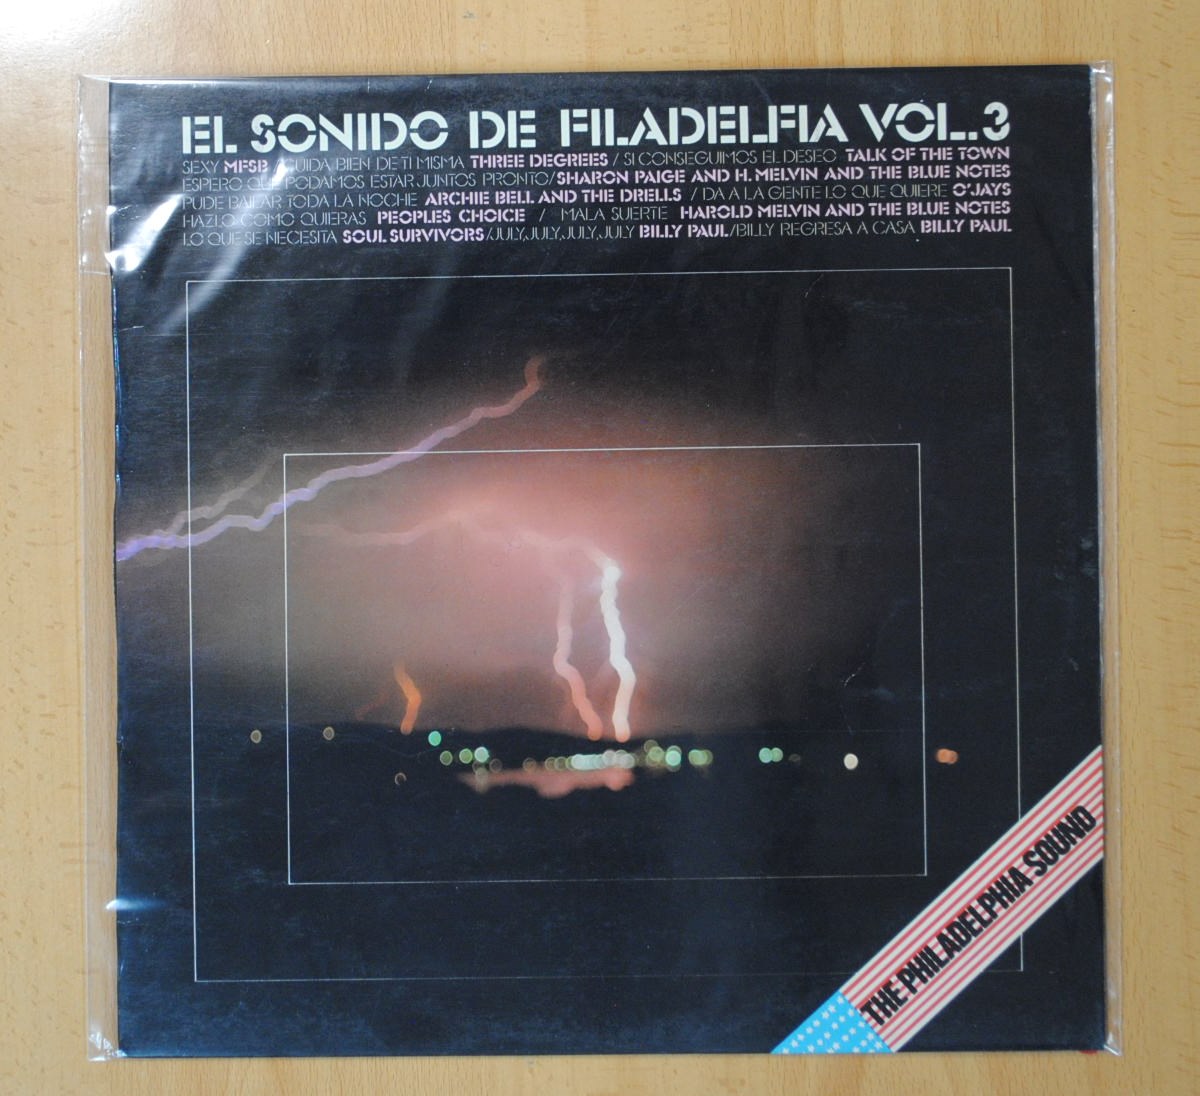 EL SONIDO DE FILADELFIA VOL. 3
SEXY MFSB / CUIDA BIEN DE TI MISMA THREE DEGREES / SI CONSEGUIMOS EL DESEO TALK OF THE TOWN
ESPERO QUE PODAMOS ESTAR JUNTOS PRONTO/SHARON PAIGE AND H. MELVIN AND THE BLUE NOTES
PUDE BAILAR TODA LA NOCHE ARCHIE BELL AND THE DRELLS / DA A LA GENTE LO QUE QUIERE O'JAYS
HAZLO COMO QUIERAS PEOPLES CHOICE / MALA SUERTE HAROLD MELVIN AND THE BLUE NOTES
LO QUE SE NECESITA SOUL SURVIVORS/JULY,JULY,JULY,JULY BILLY PAUL/BILLY REGRESA A CASA BILLY PAUL
THE PHILADELPHIA SOUND